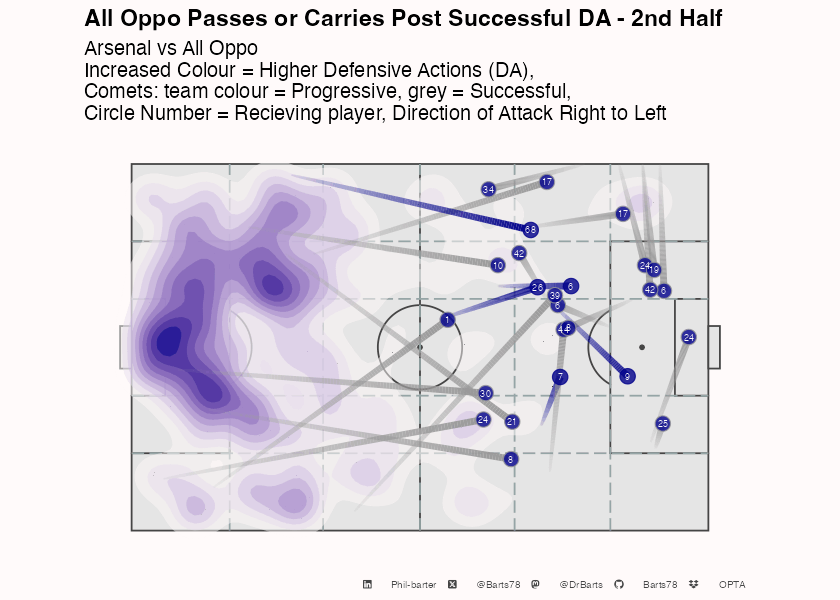 All Oppo Passes or Carries Post Successful DA - 2nd Half
Arsenal vs All Oppo
Increased Colour = Higher Defensive Actions (DA),
Comets: team colour = Progressive, grey = Successful,
Circle Number = Recieving player, Direction of Attack Right to Left
34
17
17
68
42
10
24
19
26
6
42
6
39
6
1
8
24
7
9
30
24
21
25
8
Phil-barter
@Barts78
@DrBarts
Barts78
OPTA